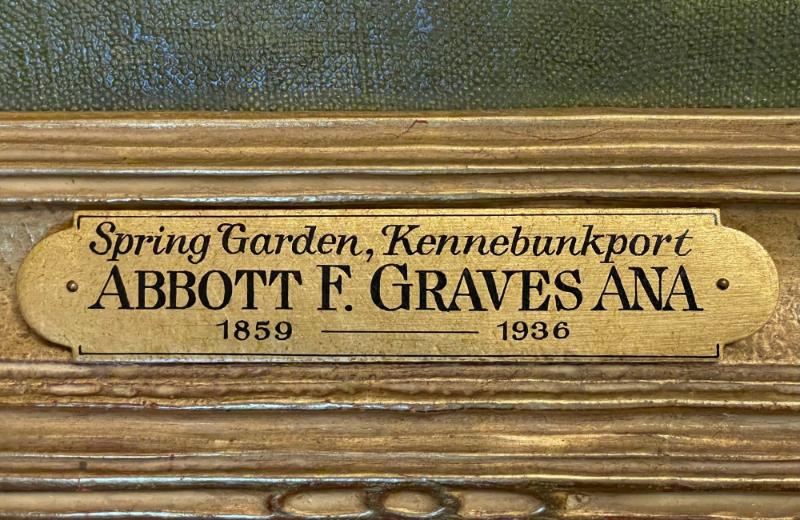 Spring Garden, Kennebunkport
ABBOTT F. GRAVES ANA
1859 — 1936